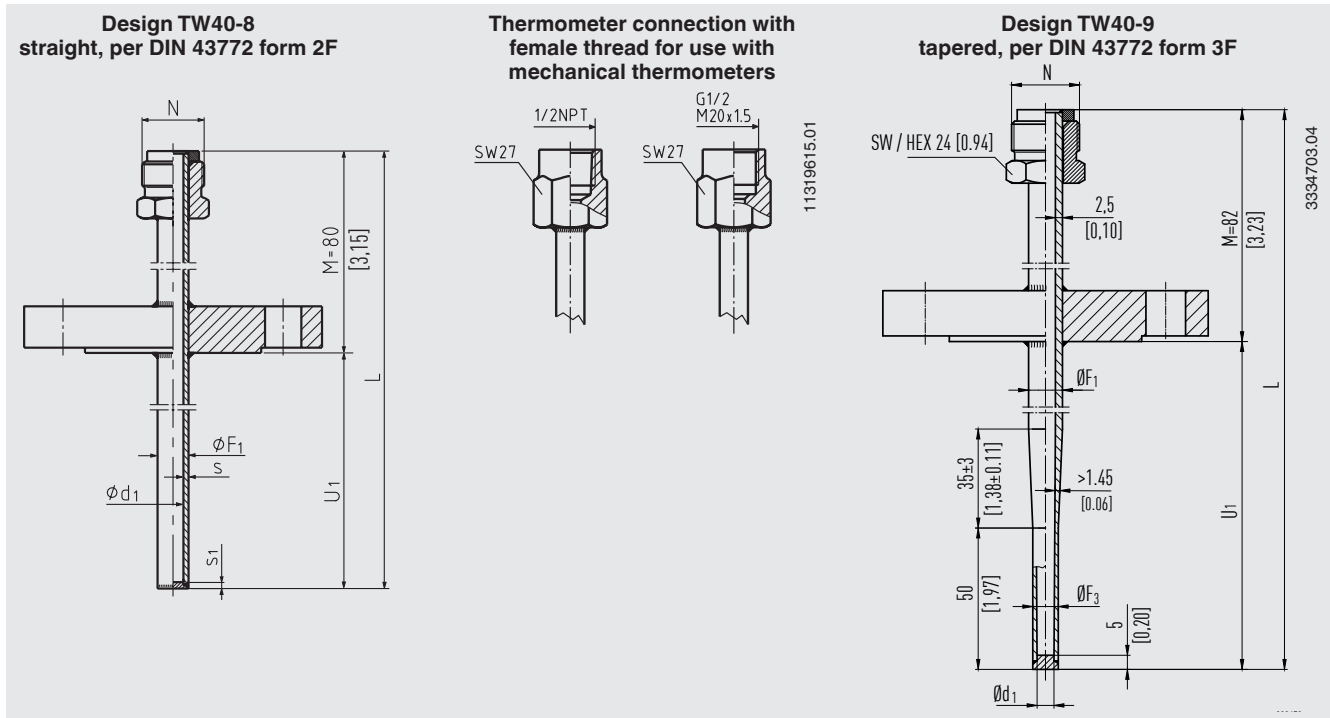 Design TW40-8
straight, per DIN 43772 form 2F
N
M=80
[3,15]
L
ΦF1
s
Φd1
U1
s1
Thermometer connection with
female thread for use with
mechanical thermometers
1/2NPT
SW27
G1/2
M20x1.5
SW27
11319615.01
Design TW40-9
tapered, per DIN 43772 form 3F
N
SW / HEX 24 [0.94]
2,5
[0,10]
M=82
[3,23]
L
ØF1
35±3
[1,38±0.11]
>1.45
[0.06]
U1
50
[1,97]
ØF3
5
[0,20]
Ød1
3334703.04